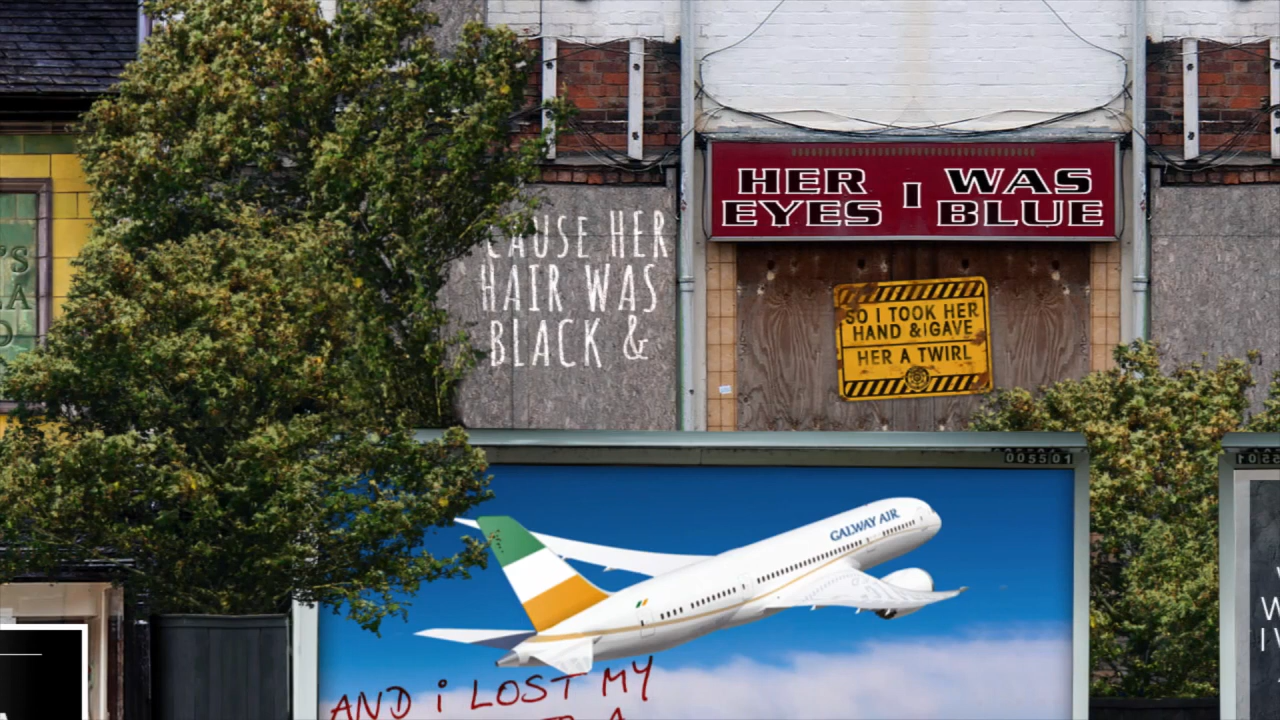 'CAUSE HER
HAIR WAS
BLACK &
HER I WAS
EYES BLUE
SO I TOOK HER
HAND & I GAVE
HER A TWIRL
005501
GALWAY AIR
AND i LOST MY